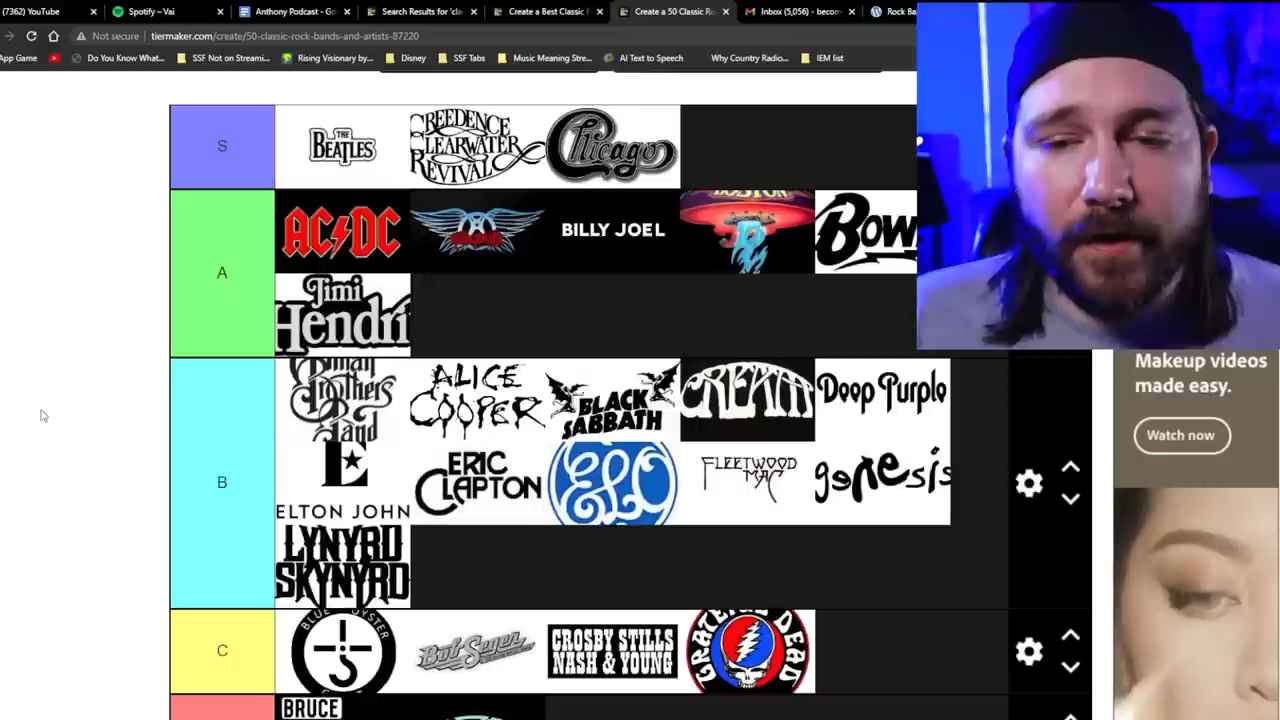 (7362) YouTube
Spotify – Vai
Anthony Podcast - Go
Search Results for 'cla
Create a Best Classic
Create a 50 Classic Ro
Inbox (5,056) - becom
Rock Ba
Not secure | tiermaker.com/create/50-classic-rock-bands-and-artists-87220
App Game
Do You Know What...
SSF Not on Streami...
Rising Visionary by...
Disney
SSF Tabs
Music Meaning Stre...
AI Text to Speech
Why Country Radio...
IEM list
S
THE BEATLES
CREEDENCE CLEARWATER REVIVAL
Chicago
A
AC/DC
AEROSMITH
BILLY JOEL
BOSTON
BOW
Jimi
Hendri
B
Brothers
Band
ALICE COOPER
BLACK SABBATH
CREAM
Deep Purple
E
ELTON JOHN
ERIC CLAPTON
ELO
FLEETWOOD MAC
genesis
LYNYRD
SKYNYRD
C
BLUE OYSTER
Bob Seger
CROSBY STILLS
NASH & YOUNG
GRATEFUL DEAD
BRUCE
Makeup videos
made easy.
Watch now